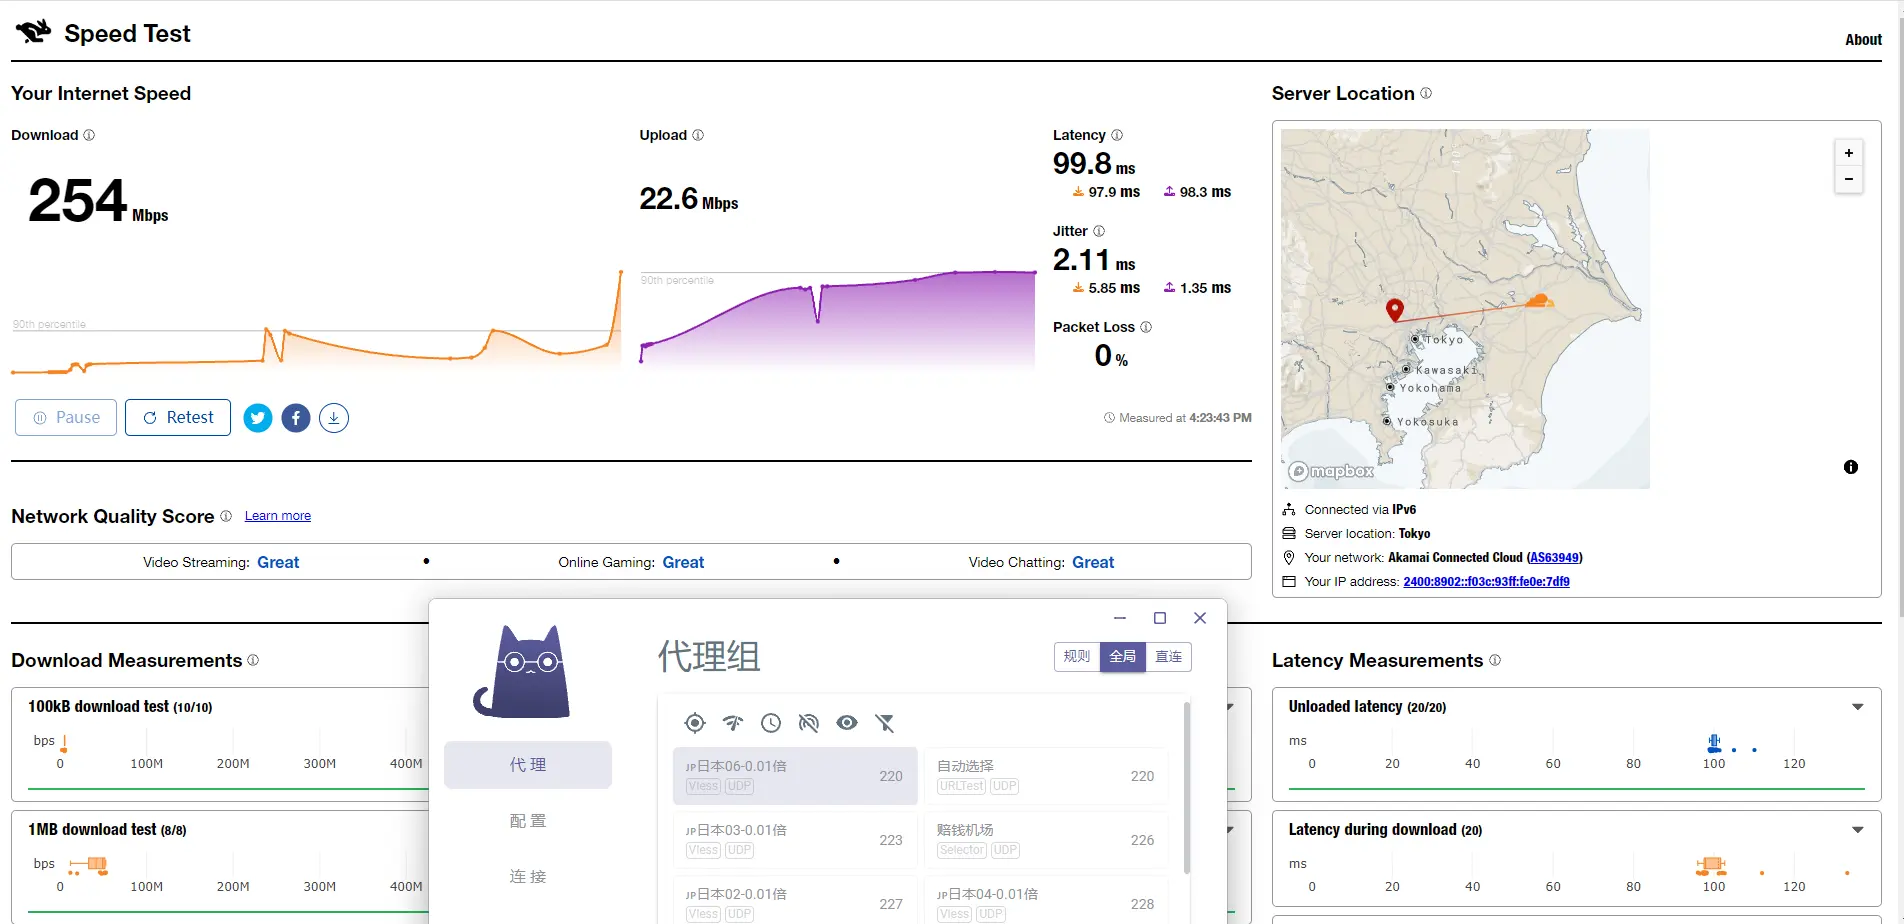 Speed Test
About
Your Internet Speed
Download
254 Mbps
90th percentile
Upload
22.6 Mbps
90th percentile
Latency
99.8 ms
97.9 ms 98.3 ms
Jitter
2.11 ms
5.85 ms 1.35 ms
Packet Loss
0 %
Pause
Retest
Measured at 4:23:43 PM
Server Location
+
−
Tokyo
Kawasaki
Yokohama
Yokosuka
mapbox
Connected via IPv6
Server location: Tokyo
Your network: Akamai Connected Cloud (AS63949)
Your IP address: 2400:8902::f03c:93ff:fe0e:7df9
Network Quality Score Learn more
Video Streaming: Great • Online Gaming: Great • Video Chatting: Great
Download Measurements
100kB download test (10/10)
bps
0 100M 200M 300M 400M
1MB download test (8/8)
bps
0 100M 200M 300M 400M
代理组
规则 全局 直连
代理
配置
连接
JP日本06-0.01倍
Vless UDP
220
自动选择
URLTest UDP
220
JP日本03-0.01倍
Vless UDP
223
赔钱机场
Selector UDP
226
JP日本02-0.01倍
Vless UDP
227
JP日本04-0.01倍
Vless UDP
228
Latency Measurements
Unloaded latency (20/20)
ms
0 20 40 60 80 100 120
Latency during download (20)
ms
0 20 40 60 80 100 120